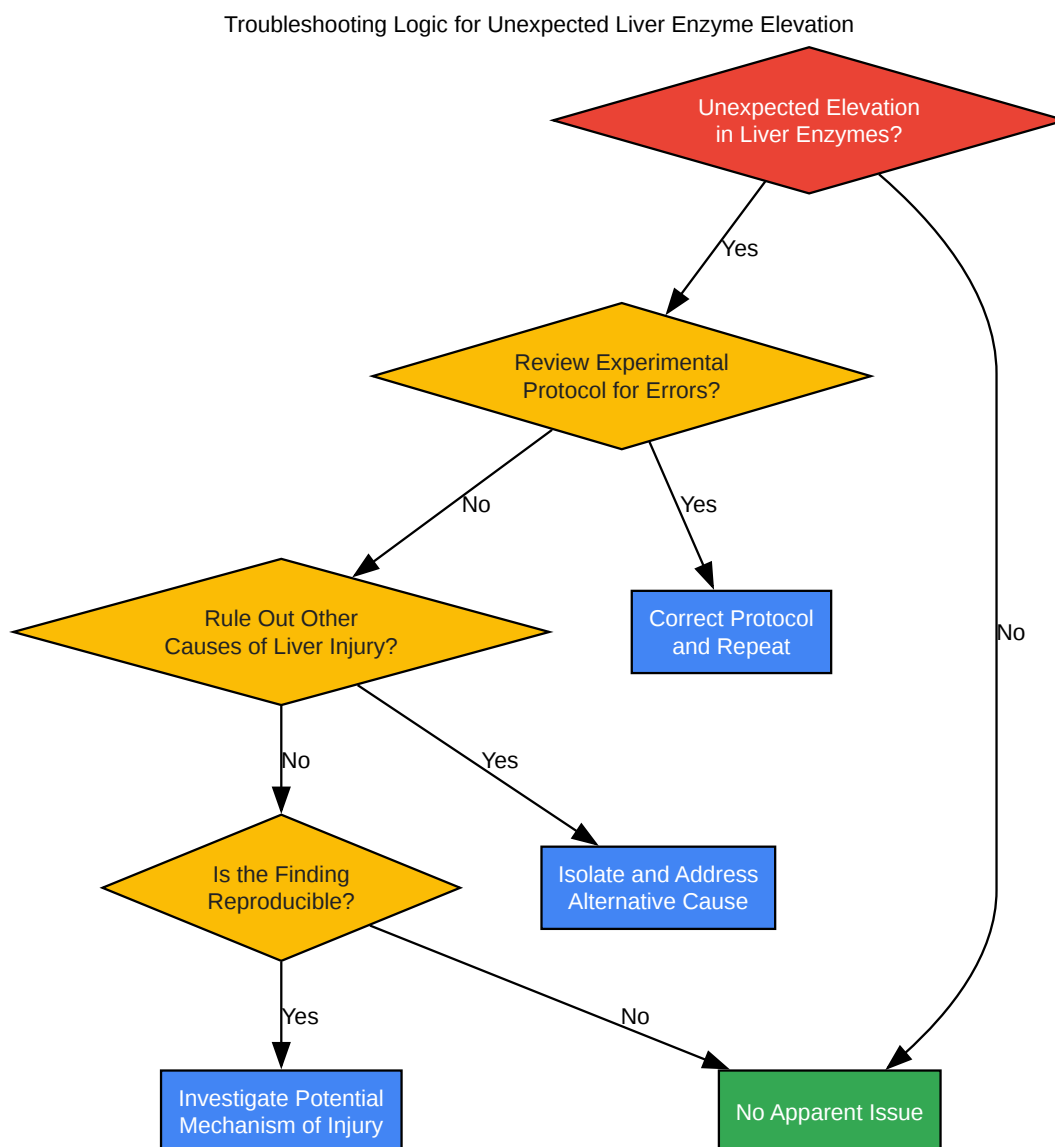 Troubleshooting Logic for Unexpected Liver Enzyme Elevation
Unexpected Elevation
in Liver Enzymes?
Yes
Review Experimental
Protocol for Errors?
No
Yes
Rule Out Other
Causes of Liver Injury?
Correct Protocol
and Repeat
No
No
Yes
Is the Finding
Reproducible?
Isolate and Address
Alternative Cause
Yes
No
Investigate Potential
Mechanism of Injury
No Apparent Issue